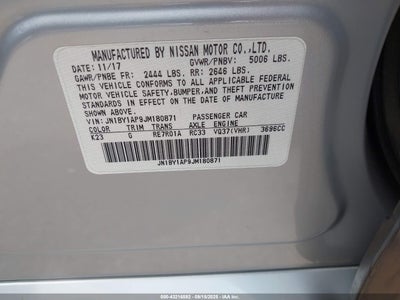 MANUFACTURED BY NISSAN MOTOR CO.,LTD.
DATE: 11/17 GVWR/PNBV: 5006 LBS.
GAWR/PNBE FR: 2444 LBS. RR: 2646 LBS.
THIS VEHICLE CONFORMS TO ALL APPLICABLE FEDERAL
MOTOR VEHICLE SAFETY,BUMPER,AND THEFT PREVENTION
STANDARDS IN EFFECT ON THE DATE OF MANUFACTURE
SHOWN ABOVE.
VIN: JN1BY1AP9JM180871 PASSENGER CAR
COLOR TRIM TRANS AXLE ENGINE
K23 G RE7R01A RC33 VQ37(VHR) 3696CC
JN1BY1AP9JM180871